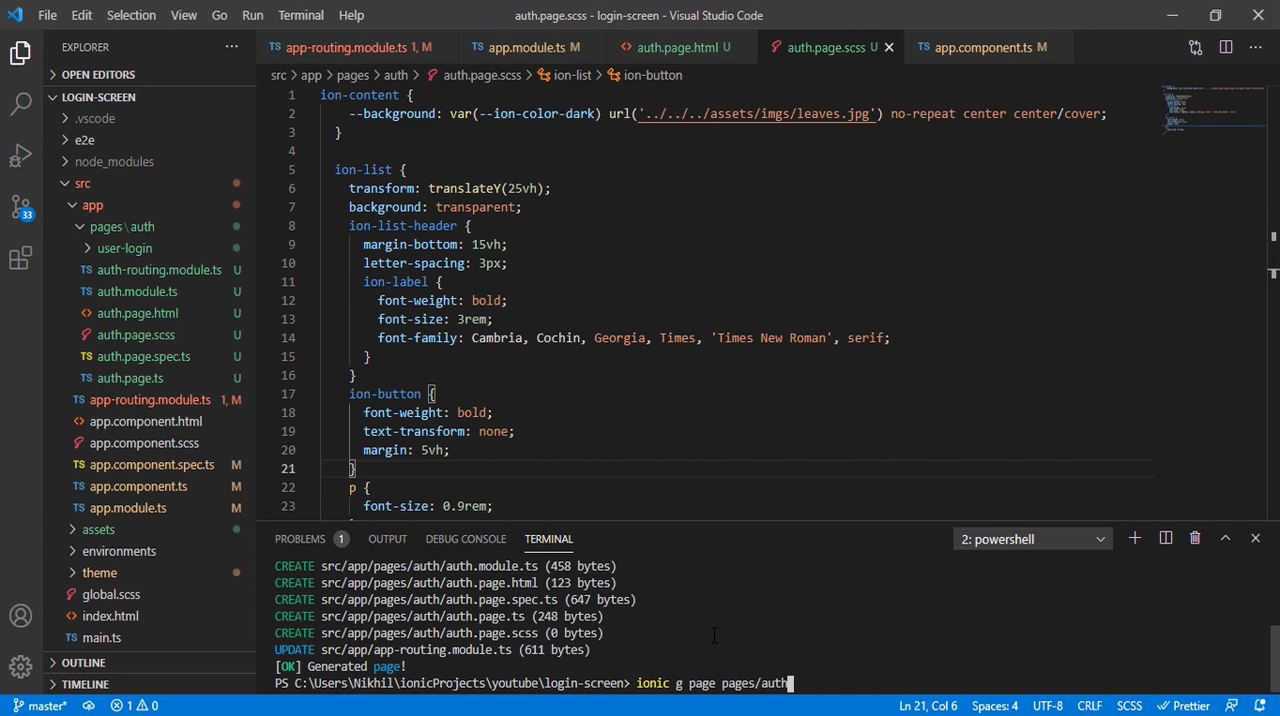 File Edit Selection View Go Run Terminal Help
auth.page.scss - login-screen - Visual Studio Code
EXPLORER
OPEN EDITORS
LOGIN-SCREEN
.vscode
e2e
node_modules
src
app
pages\auth
user-login
TS auth-routing.module.ts U
TS auth.module.ts U
<> auth.page.html U
auth.page.scss U
TS auth.page.spec.ts U
TS auth.page.ts U
TS app-routing.module.ts 1, M
<> app.component.html
app.component.scss
TS app.component.spec.ts M
TS app.component.ts M
TS app.module.ts M
assets
environments
theme
global.scss
<> index.html
TS main.ts
OUTLINE
TIMELINE
33
TS app-routing.module.ts 1, M
TS app.module.ts M
<> auth.page.html U
auth.page.scss U
TS app.component.ts M
src > app > pages > auth > auth.page.scss > ion-list > ion-button
1 ion-content {
2 --background: var(--ion-color-dark) url('../../../assets/imgs/leaves.jpg') no-repeat center center/cover;
3 }
4
5 ion-list {
6 transform: translateY(25vh);
7 background: transparent;
8 ion-list-header {
9 margin-bottom: 15vh;
10 letter-spacing: 3px;
11 ion-label {
12 font-weight: bold;
13 font-size: 3rem;
14 font-family: Cambria, Cochin, Georgia, Times, 'Times New Roman', serif;
15 }
16 }
17 ion-button {
18 font-weight: bold;
19 text-transform: none;
20 margin: 5vh;
21 }
22 p {
23 font-size: 0.9rem;
PROBLEMS 1 OUTPUT DEBUG CONSOLE TERMINAL
2: powershell
CREATE src/app/pages/auth/auth.module.ts (458 bytes)
CREATE src/app/pages/auth/auth.page.html (123 bytes)
CREATE src/app/pages/auth/auth.page.spec.ts (647 bytes)
CREATE src/app/pages/auth/auth.page.ts (248 bytes)
CREATE src/app/pages/auth/auth.page.scss (0 bytes)
UPDATE src/app/app-routing.module.ts (611 bytes)
[OK] Generated page!
PS C:\Users\Nikhil\ionicProjects\youtube\login-screen> ionic g page pages/auth
master* 1 0
Ln 21, Col 6 Spaces: 4 UTF-8 CRLF SCSS Prettier